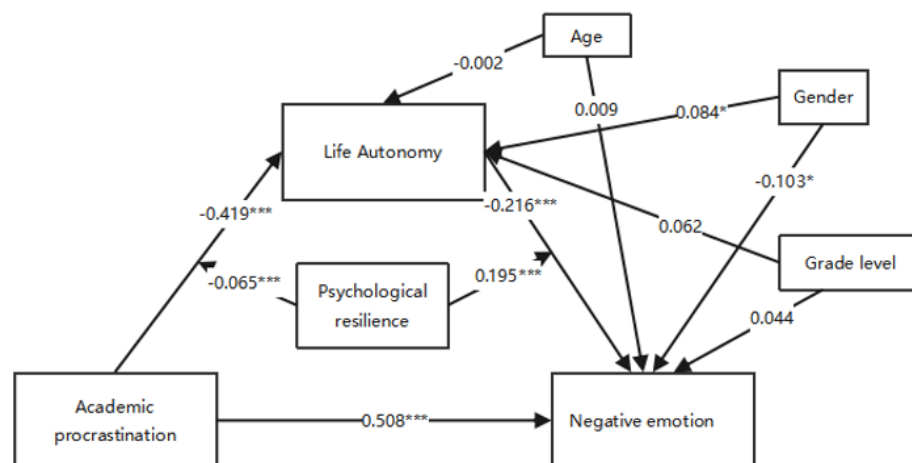 Age
-0.002
0.009
Gender
0.084*
Life Autonomy
-0.103*
-0.419***
-0.216***
0.062
Grade level
-0.065***
Psychological
resilience
0.195***
0.044
Academic
procrastination
0.508***
Negative emotion